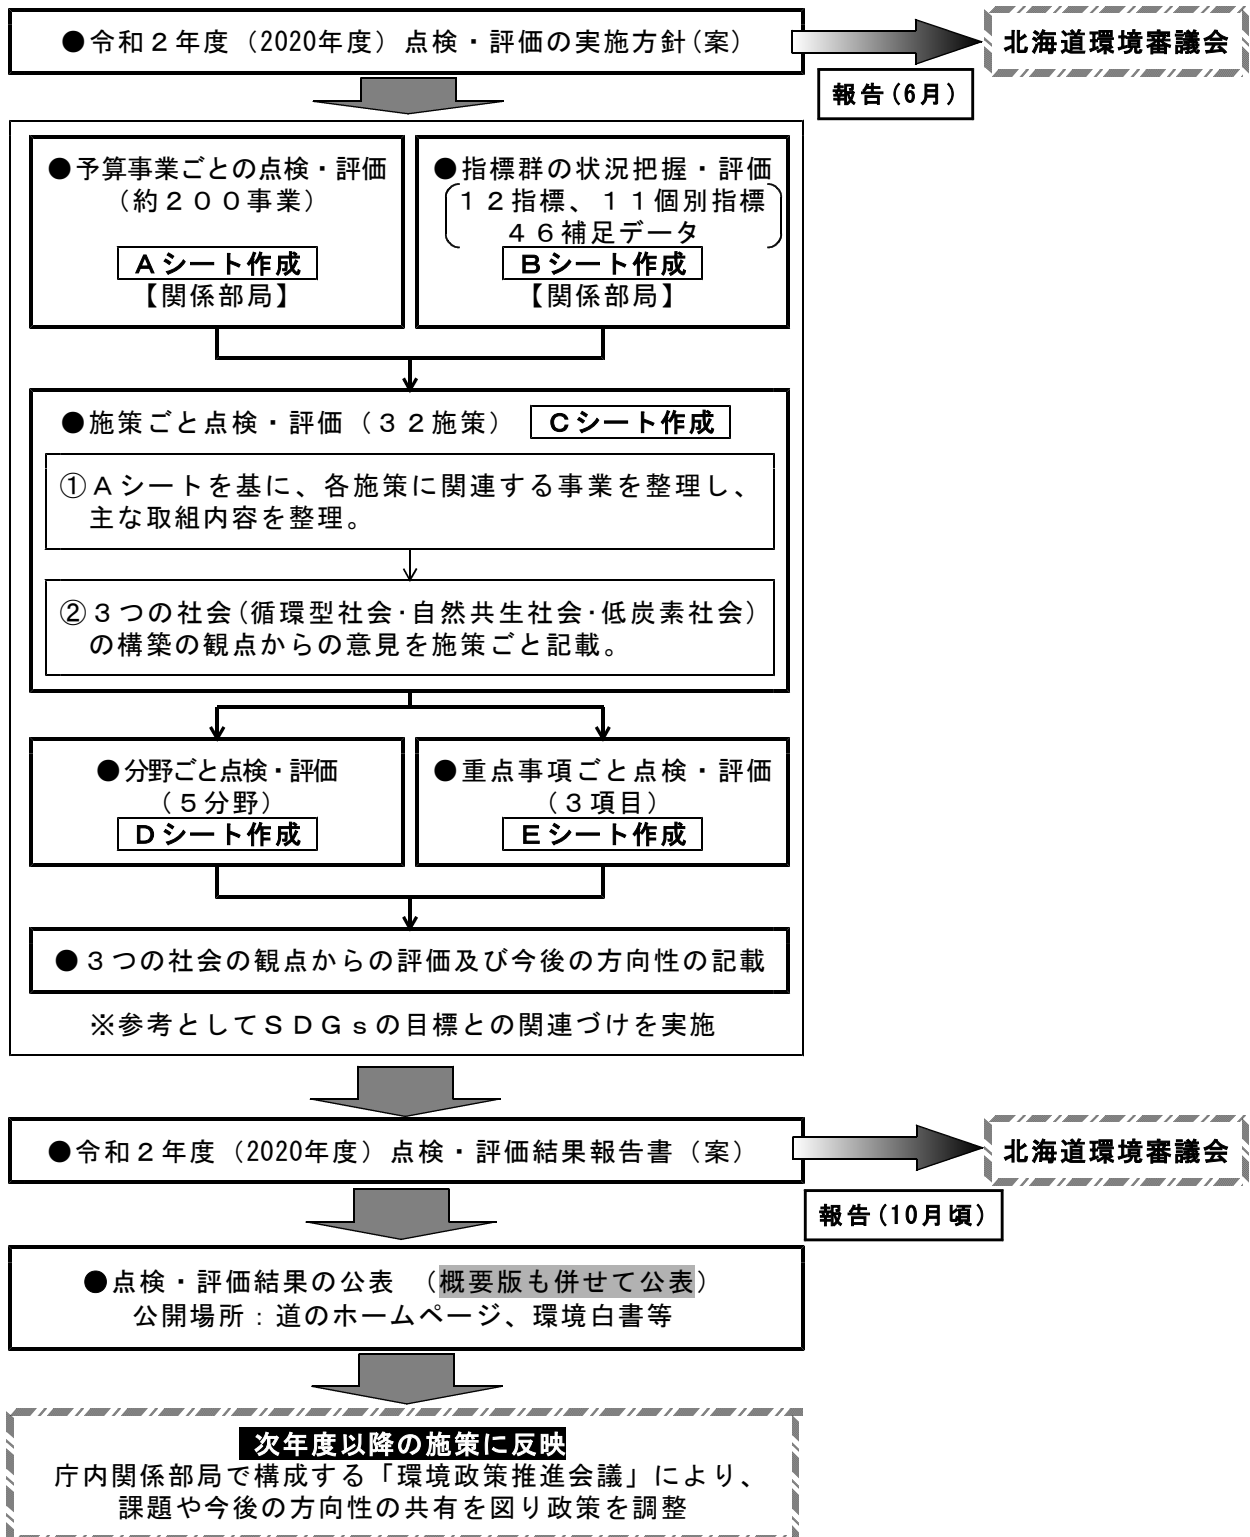 ●令和２年度（2020年度）点検・評価の実施方針(案)
北海道環境審議会
報告(6月)
●予算事業ごとの点検・評価
（約２００事業）
Ａシート作成
【関係部局】
●指標群の状況把握・評価
１２指標、１１個別指標
４６補足データ
Ｂシート作成
【関係部局】
●施策ごと点検・評価（３２施策） Ｃシート作成
①Ａシートを基に、各施策に関連する事業を整理し、
主な取組内容を整理。
②３つの社会(循環型社会･自然共生社会･低炭素社会)
の構築の観点からの意見を施策ごと記載。
●分野ごと点検・評価
（５分野）
Ｄシート作成
●重点事項ごと点検・評価
（３項目）
Ｅシート作成
●３つの社会の観点からの評価及び今後の方向性の記載
※参考としてＳＤＧｓの目標との関連づけを実施
●令和２年度（2020年度）点検・評価結果報告書（案）
北海道環境審議会
報告(10月頃)
●点検・評価結果の公表　（概要版も併せて公表）
公開場所：道のホームページ、環境白書等
次年度以降の施策に反映
庁内関係部局で構成する「環境政策推進会議」により、
課題や今後の方向性の共有を図り政策を調整